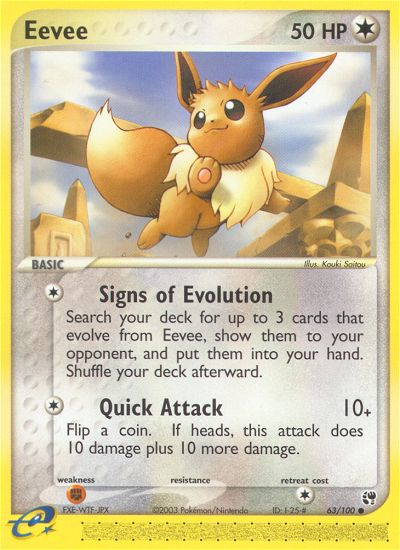 Eevee 50 HP
BASIC
Illus. Kouki Saitou
Signs of Evolution
Search your deck for up to 3 cards that
evolve from Eevee, show them to your
opponent, and put them into your hand.
Shuffle your deck afterward.
Quick Attack 10+
Flip a coin. If heads, this attack does
10 damage plus 10 more damage.
weakness resistance retreat cost
FXE-WTF-JPX ©2003 Pokémon/Nintendo ID: I-25-# 63/100 ●
e